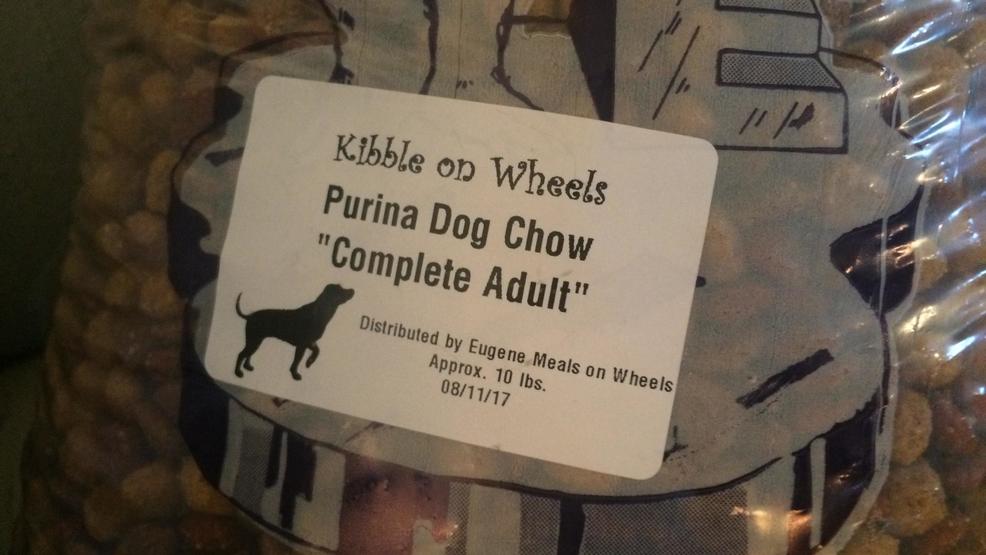 Kibble on Wheels
Purina Dog Chow
"Complete Adult"
Distributed by Eugene Meals on Wheels
Approx. 10 lbs.
08/11/17